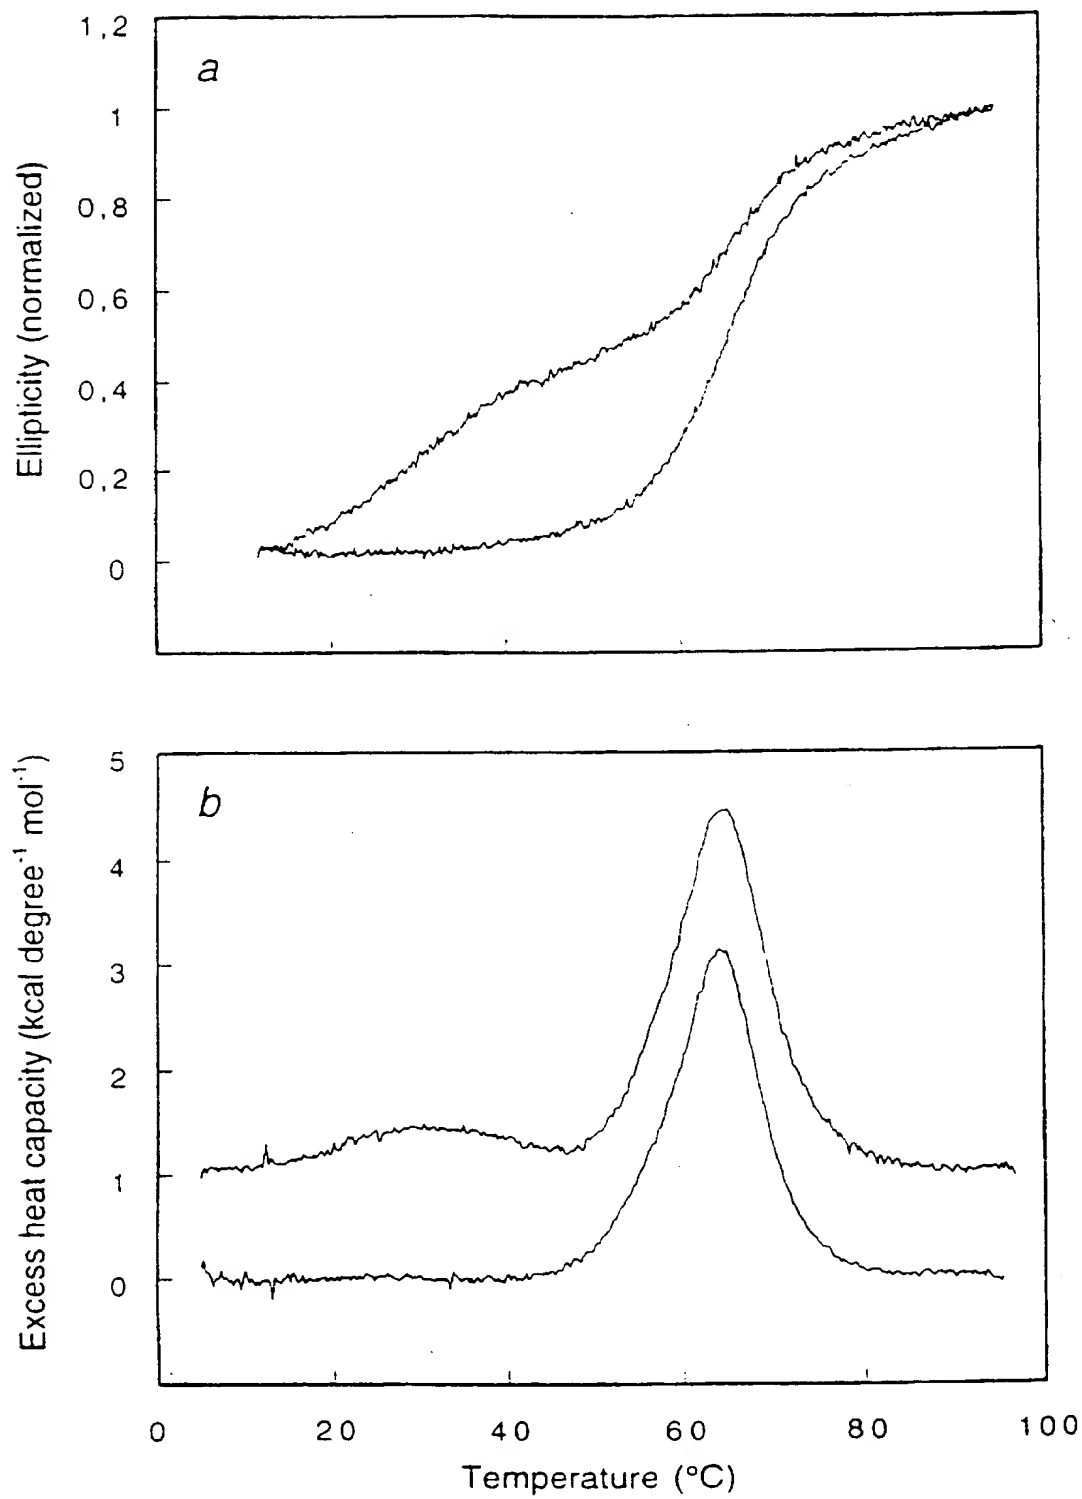 a
1,2
1
0,8
0,6
0,4
0,2
0
Ellipticity (normalized)
b
5
4
3
2
1
0
Excess heat capacity (kcal degree⁻¹ mol⁻¹)
0 20 40 60 80 100
Temperature (°C)